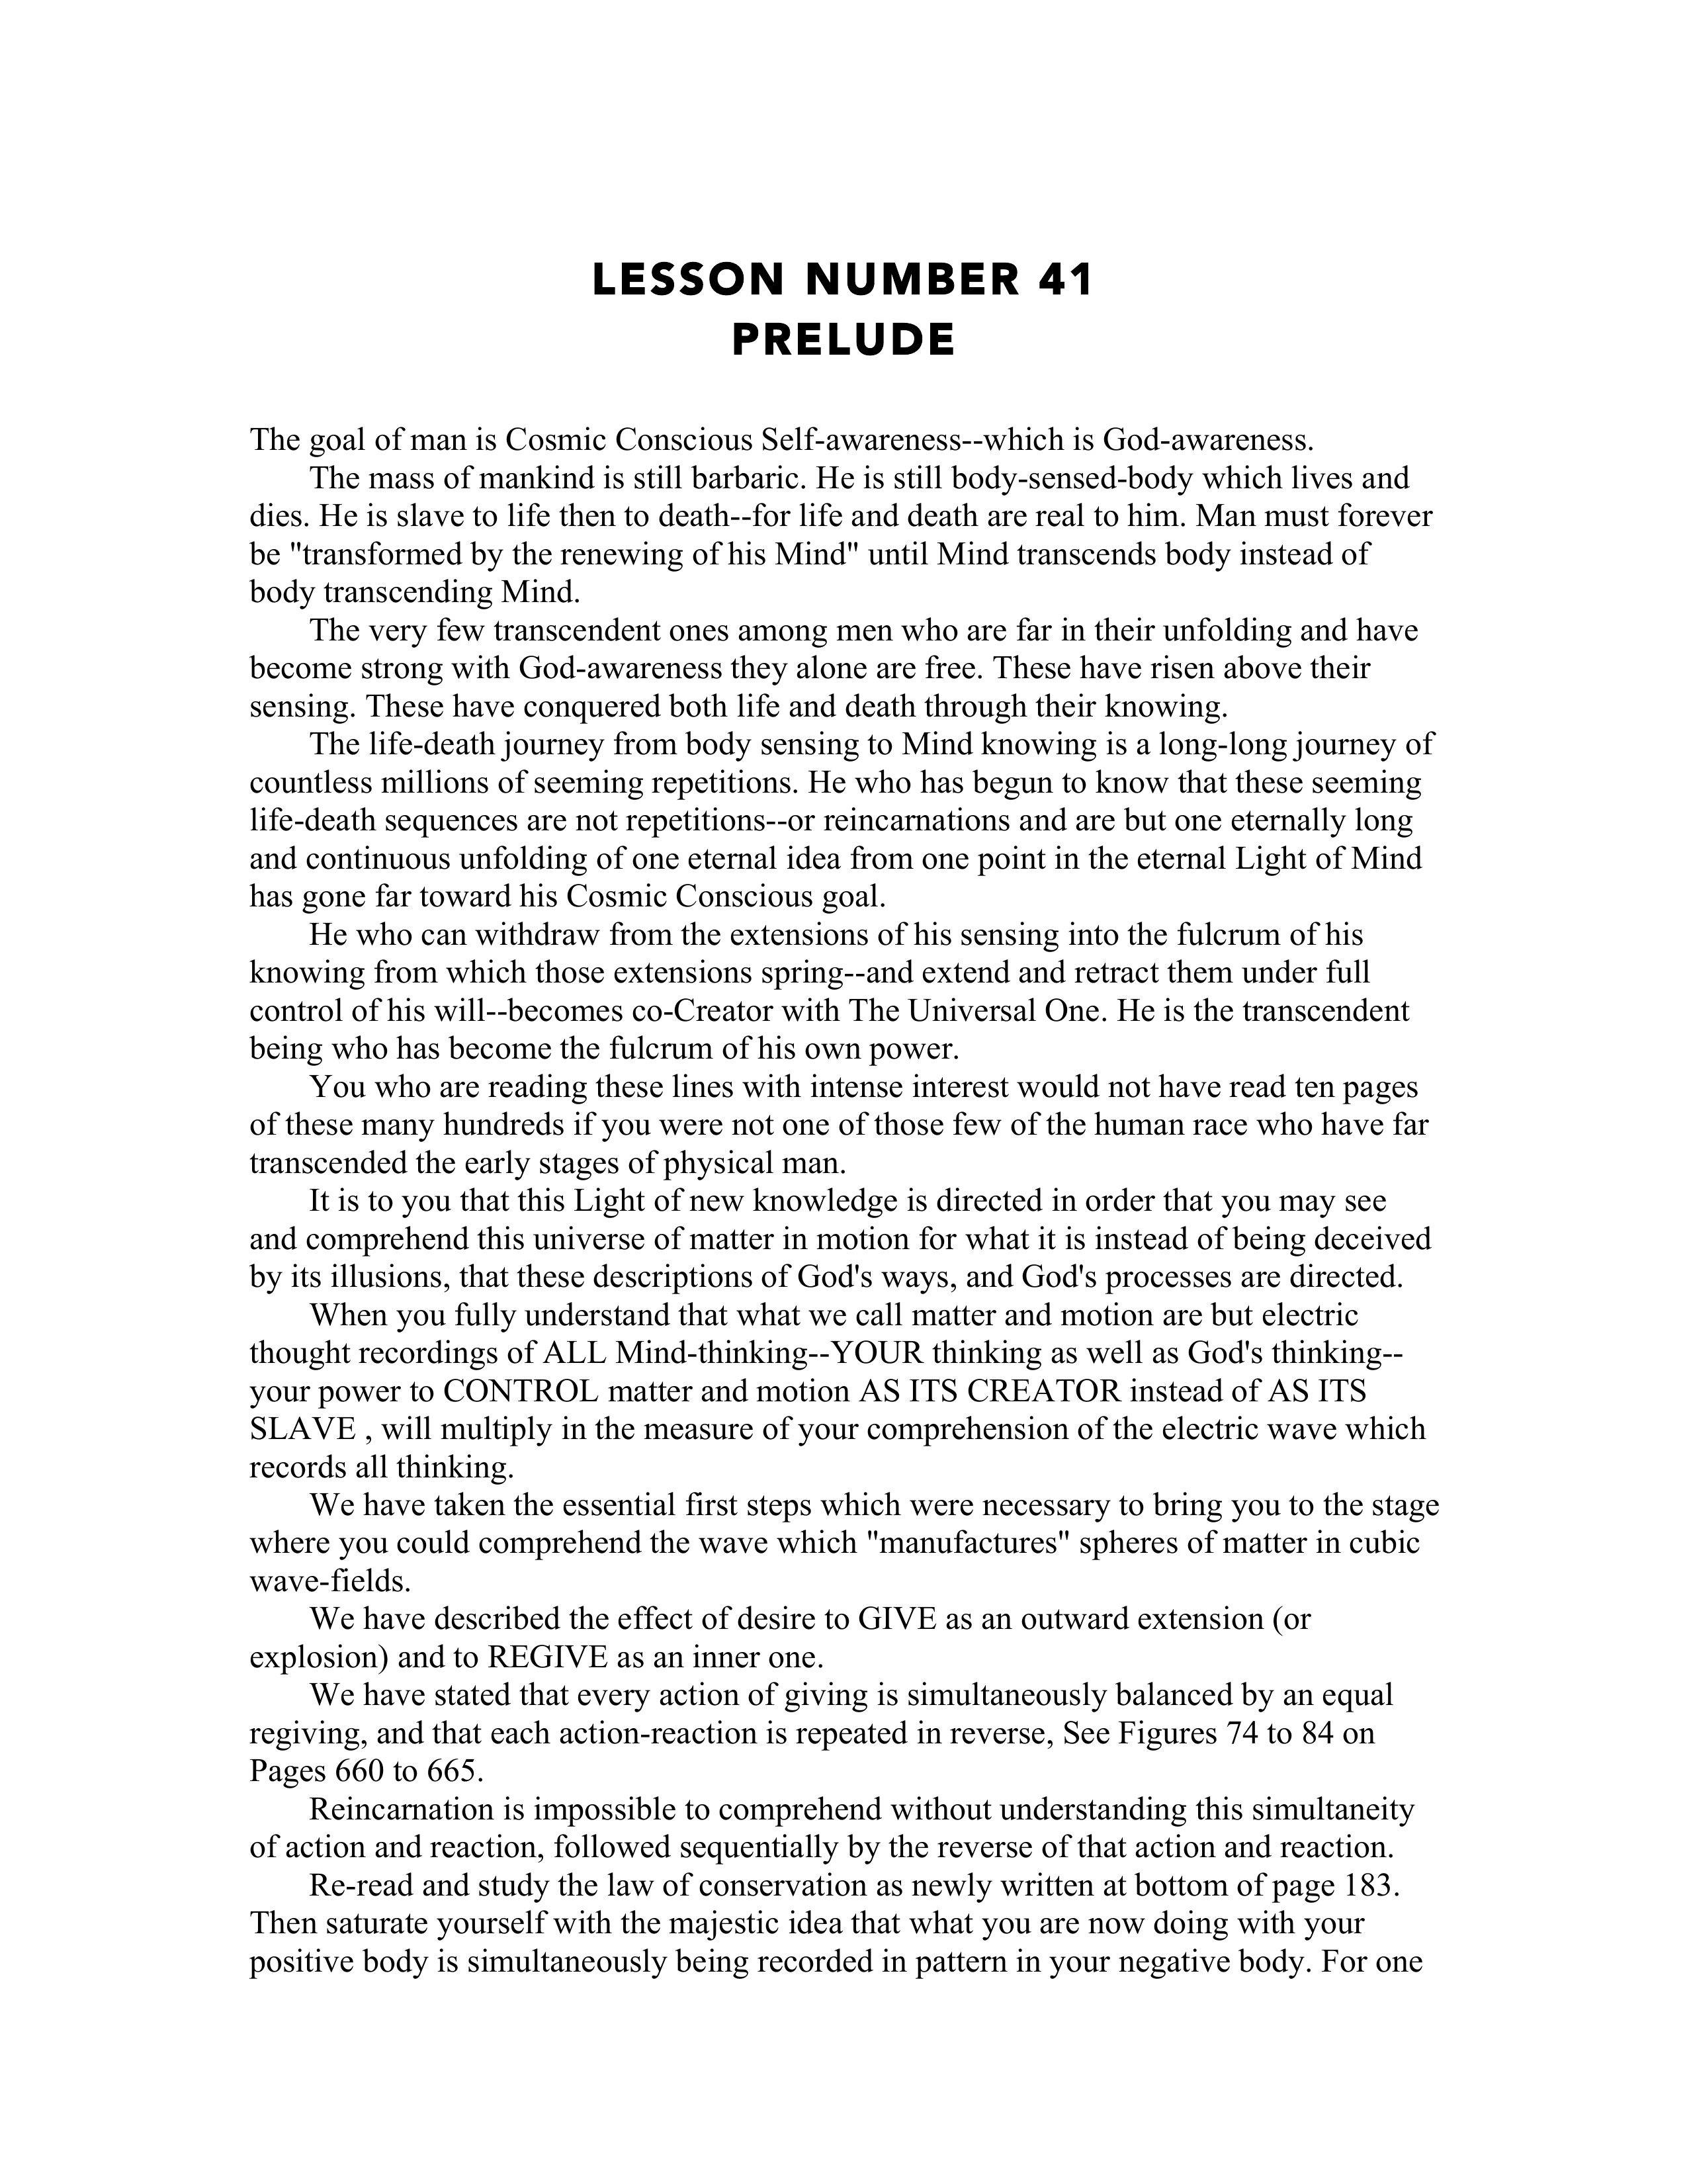 LESSON NUMBER 41
PRELUDE
The goal of man is Cosmic Conscious Self-awareness--which is God-awareness.
The mass of mankind is still barbaric. He is still body-sensed-body which lives and
dies. He is slave to life then to death--for life and death are real to him. Man must forever
be "transformed by the renewing of his Mind" until Mind transcends body instead of
body transcending Mind.
The very few transcendent ones among men who are far in their unfolding and have
become strong with God-awareness they alone are free. These have risen above their
sensing. These have conquered both life and death through their knowing.
The life-death journey from body sensing to Mind knowing is a long-long journey of
countless millions of seeming repetitions. He who has begun to know that these seeming
life-death sequences are not repetitions--or reincarnations and are but one eternally long
and continuous unfolding of one eternal idea from one point in the eternal Light of Mind
has gone far toward his Cosmic Conscious goal.
He who can withdraw from the extensions of his sensing into the fulcrum of his
knowing from which those extensions spring--and extend and retract them under full
control of his will--becomes co-Creator with The Universal One. He is the transcendent
being who has become the fulcrum of his own power.
You who are reading these lines with intense interest would not have read ten pages
of these many hundreds if you were not one of those few of the human race who have far
transcended the early stages of physical man.
It is to you that this Light of new knowledge is directed in order that you may see
and comprehend this universe of matter in motion for what it is instead of being deceived
by its illusions, that these descriptions of God's ways, and God's processes are directed.
When you fully understand that what we call matter and motion are but electric
thought recordings of ALL Mind-thinking--YOUR thinking as well as God's thinking--
your power to CONTROL matter and motion AS ITS CREATOR instead of AS ITS
SLAVE , will multiply in the measure of your comprehension of the electric wave which
records all thinking.
We have taken the essential first steps which were necessary to bring you to the stage
where you could comprehend the wave which "manufactures" spheres of matter in cubic
wave-fields.
We have described the effect of desire to GIVE as an outward extension (or
explosion) and to REGIVE as an inner one.
We have stated that every action of giving is simultaneously balanced by an equal
regiving, and that each action-reaction is repeated in reverse, See Figures 74 to 84 on
Pages 660 to 665.
Reincarnation is impossible to comprehend without understanding this simultaneity
of action and reaction, followed sequentially by the reverse of that action and reaction.
Re-read and study the law of conservation as newly written at bottom of page 183.
Then saturate yourself with the majestic idea that what you are now doing with your
positive body is simultaneously being recorded in pattern in your negative body. For one